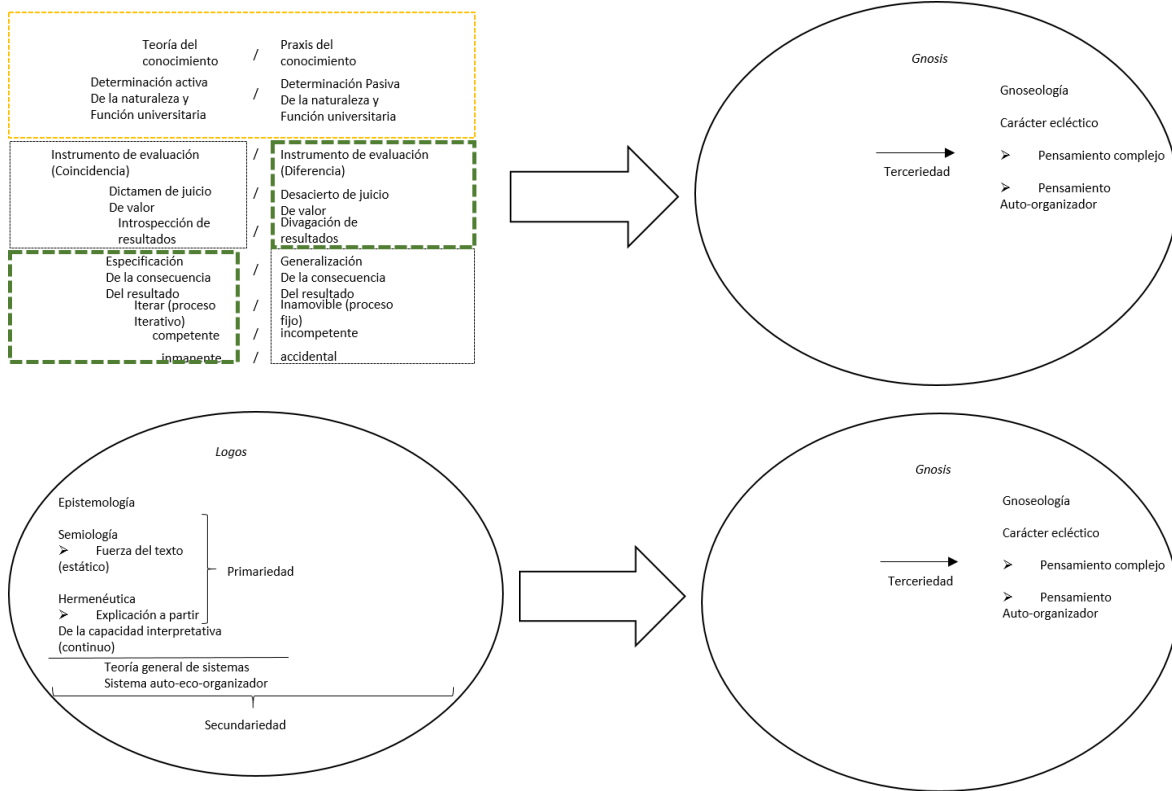 Teoría del / Praxis del
conocimiento conocimiento
Determinación activa Determinación Pasiva
De la naturaleza y / De la naturaleza y
Función universitaria Función universitaria
Instrumento de evaluación / Instrumento de evaluación
(Coincidencia) (Diferencia)
Dictamen de juicio / Desacierto de juicio
De valor De valor
Introspección de / Divagación de
resultados resultados
Especificación / Generalización
De la consecuencia De la consecuencia
Del resultado Del resultado
Iterar (proceso / Inamovible (proceso
Iterativo) fijo)
competente / incompetente
inmanente / accidental
Gnosis
Gnoseología
Carácter ecléctico
➢ Pensamiento complejo
Terceriedad
➢ Pensamiento
Auto-organizador
Logos
Epistemología
Semiología
➢ Fuerza del texto
(estático)
Primariedad
Hermenéutica
➢ Explicación a partir
De la capacidad interpretativa
(continuo)
Teoría general de sistemas
Sistema auto-eco-organizador
Secundariedad
Gnosis
Gnoseología
Carácter ecléctico
➢ Pensamiento complejo
Terceriedad
➢ Pensamiento
Auto-organizador